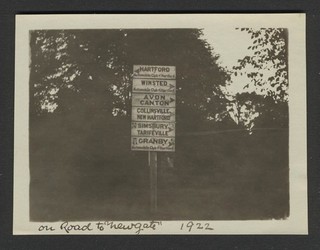 HARTFORD
WINSTED
AVON
CANTON
COLLINSVILLE
NEW HARTFORD
SIMSBURY
TARIFFVILLE
GRANBY
on Road to "Newgate" 1922